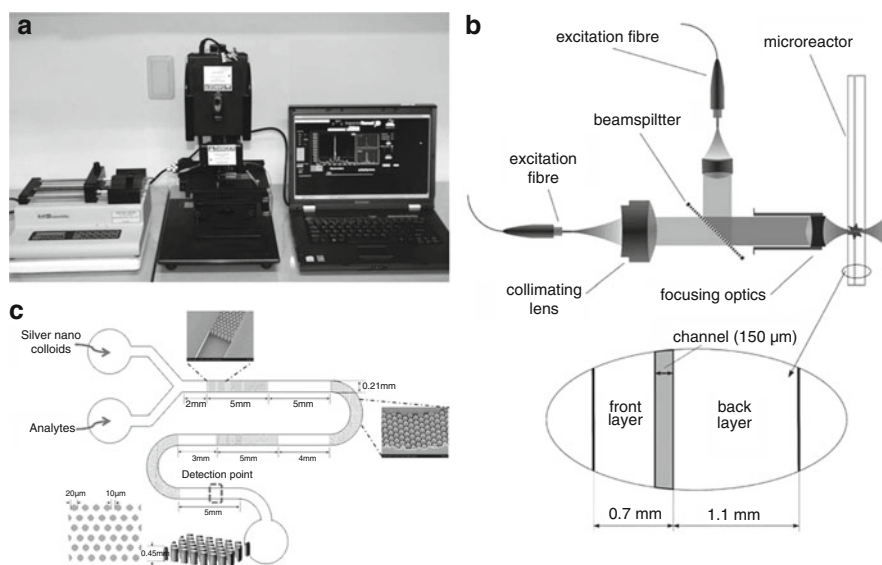 a
b
excitation fibre
microreactor
beamspiltter
excitation
fibre
collimating
lens
focusing optics
channel (150 µm)
front
layer
back
layer
0.7 mm
1.1 mm
c
Silver nano
colloids
Analytes
0.21mm
2mm
5mm
5mm
3mm
5mm
4mm
Detection point
5mm
20µm
10µm
0.45mm